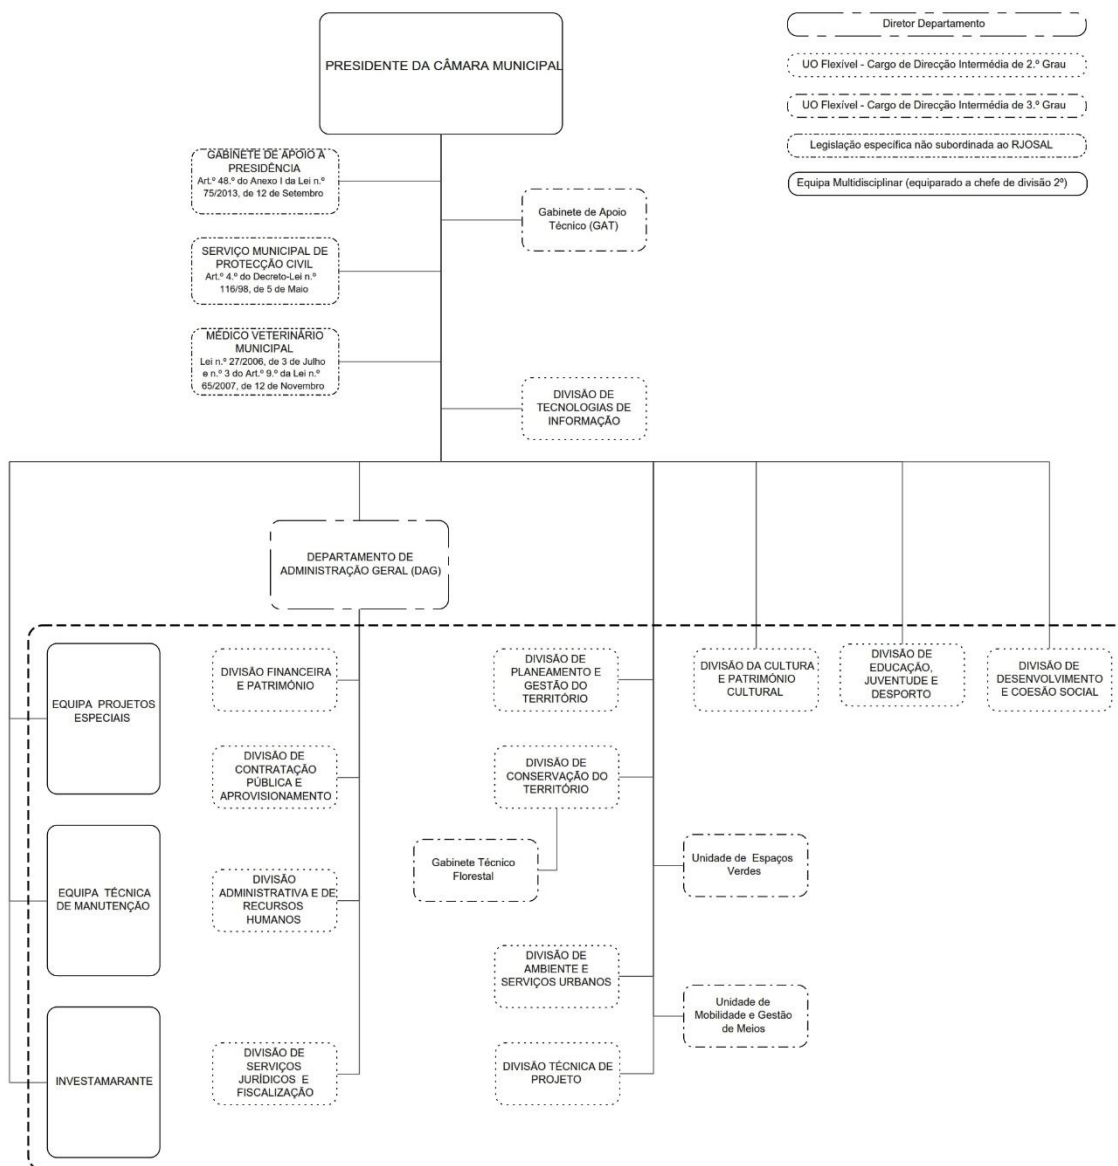 PRESIDENTE DA CÂMARA MUNICIPAL
Diretor Departamento
UO Flexível - Cargo de Direcção Intermédia de 2.º Grau
UO Flexível - Cargo de Direcção Intermédia de 3.º Grau
Legislação específica não subordinada ao RJOSAL
Equipa Multidisciplinar (equiparado a chefe de divisão 2º)
GABINETE DE APOIO À
PRESIDÊNCIA
Art.º 48.º do Anexo I da Lei n.º
75/2013, de 12 de Setembro
Gabinete de Apoio
Técnico (GAT)
SERVIÇO MUNICIPAL DE
PROTECÇÃO CIVIL
Art.º 4.º do Decreto-Lei n.º
116/98, de 5 de Maio
MÉDICO VETERINÁRIO
MUNICIPAL
Lei n.º 27/2006, de 3 de Julho
e n.º 3 do Art.º 9.º da Lei n.º
65/2007, de 12 de Novembro
DIVISÃO DE
TECNOLOGIAS DE
INFORMAÇÃO
DEPARTAMENTO DE
ADMINISTRAÇÃO GERAL (DAG)
EQUIPA PROJETOS
ESPECIAIS
DIVISÃO FINANCEIRA
E PATRIMÓNIO
DIVISÃO DE
PLANEAMENTO E
GESTÃO DO
TERRITÓRIO
DIVISÃO DA CULTURA
E PATRIMÓNIO
CULTURAL
DIVISÃO DE
EDUCAÇÃO,
JUVENTUDE E
DESPORTO
DIVISÃO DE
DESENVOLVIMENTO
E COESÃO SOCIAL
DIVISÃO DE
CONTRATAÇÃO
PÚBLICA E
APROVISIONAMENTO
DIVISÃO DE
CONSERVAÇÃO DO
TERRITÓRIO
EQUIPA TÉCNICA
DE MANUTENÇÃO
DIVISÃO
ADMINISTRATIVA E DE
RECURSOS
HUMANOS
Gabinete Técnico
Florestal
Unidade de Espaços
Verdes
DIVISÃO DE
AMBIENTE E
SERVIÇOS URBANOS
Unidade de
Mobilidade e Gestão
de Meios
INVESTAMARANTE
DIVISÃO DE
SERVIÇOS
JURÍDICOS E
FISCALIZAÇÃO
DIVISÃO TÉCNICA DE
PROJETO